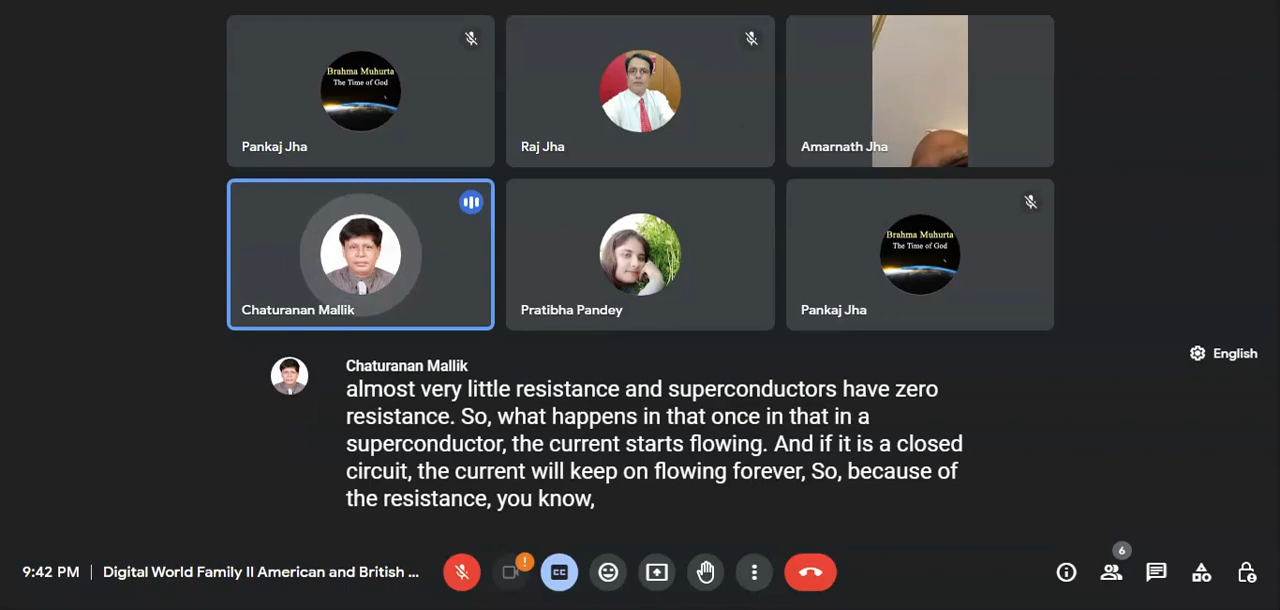 Brahma Muhurta
The Time of God
Pankaj Jha
Raj Jha
Amarnath Jha
Chaturanan Mallik
Pratibha Pandey
Brahma Muhurta
The Time of God
Pankaj Jha
English
Chaturanan Mallik
almost very little resistance and superconductors have zero
resistance. So, what happens in that once in that in a
superconductor, the current starts flowing. And if it is a closed
circuit, the current will keep on flowing forever, So, because of
the resistance, you know,
9:42 PM | Digital World Family II American and British ...
!
CC
6